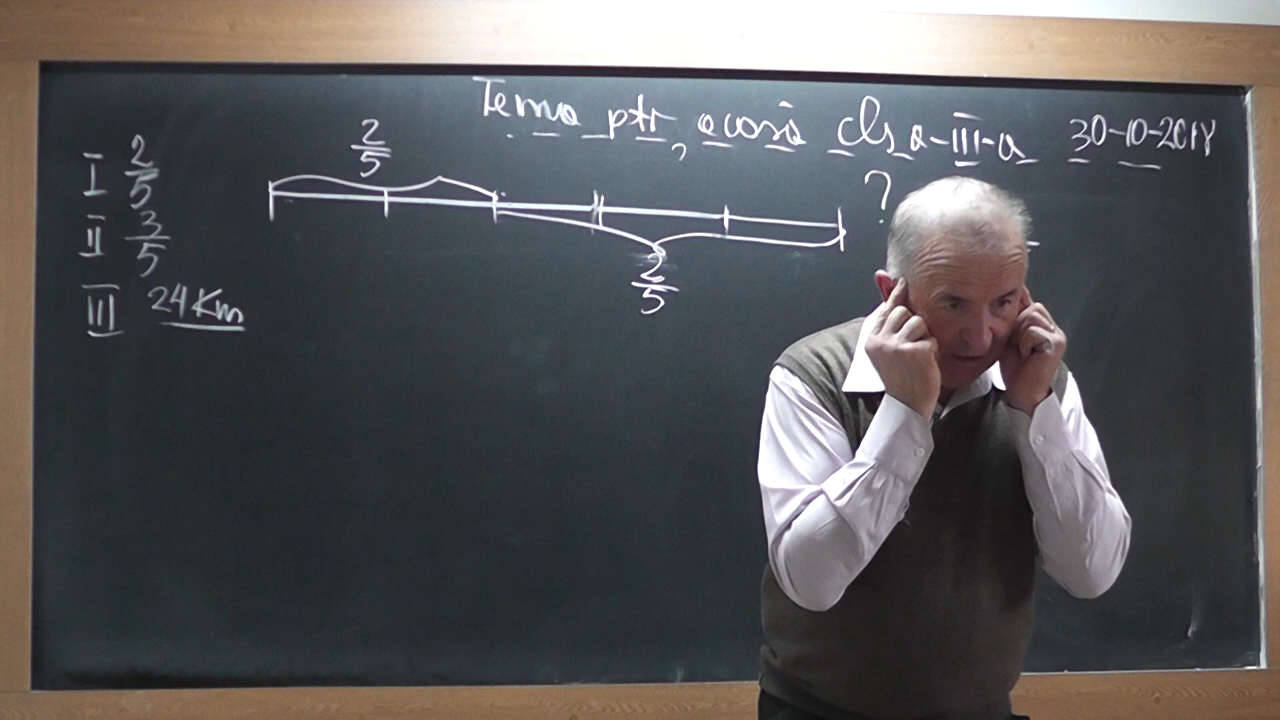 Tema ptr, acasă cls a-III-a 30-10-2018
I 2/5
II 3/5
III 24 Km
2/5
?
2/5